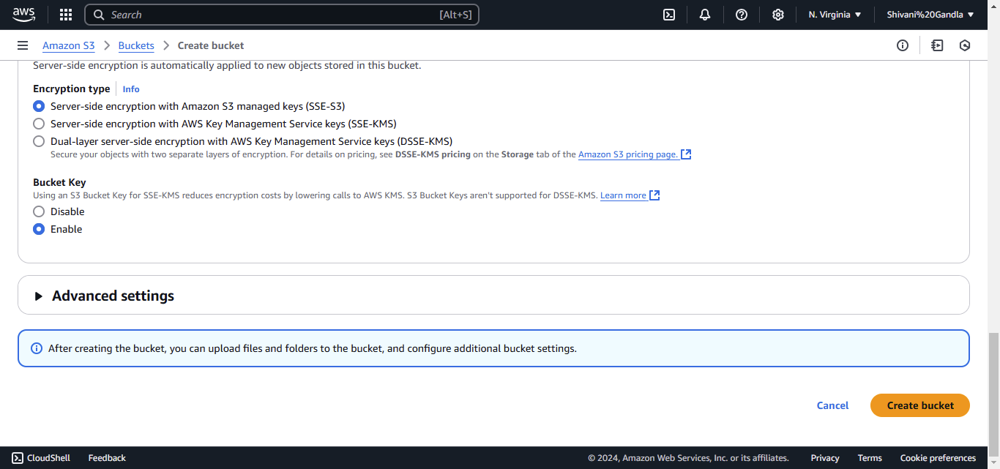 aws
Search [Alt+S]
N. Virginia
Shivani%20Gandla
Amazon S3 > Buckets > Create bucket
Server-side encryption is automatically applied to new objects stored in this bucket.
Encryption type Info
Server-side encryption with Amazon S3 managed keys (SSE-S3)
Server-side encryption with AWS Key Management Service keys (SSE-KMS)
Dual-layer server-side encryption with AWS Key Management Service keys (DSSE-KMS)
Secure your objects with two separate layers of encryption. For details on pricing, see DSSE-KMS pricing on the Storage tab of the Amazon S3 pricing page.
Bucket Key
Using an S3 Bucket Key for SSE-KMS reduces encryption costs by lowering calls to AWS KMS. S3 Bucket Keys aren't supported for DSSE-KMS. Learn more
Disable
Enable
Advanced settings
After creating the bucket, you can upload files and folders to the bucket, and configure additional bucket settings.
Cancel Create bucket
CloudShell Feedback © 2024, Amazon Web Services, Inc. or its affiliates. Privacy Terms Cookie preferences